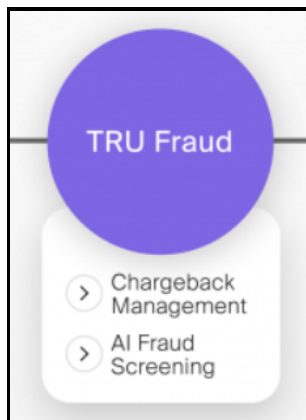 TRU Fraud
Chargeback
Management
AI Fraud
Screening